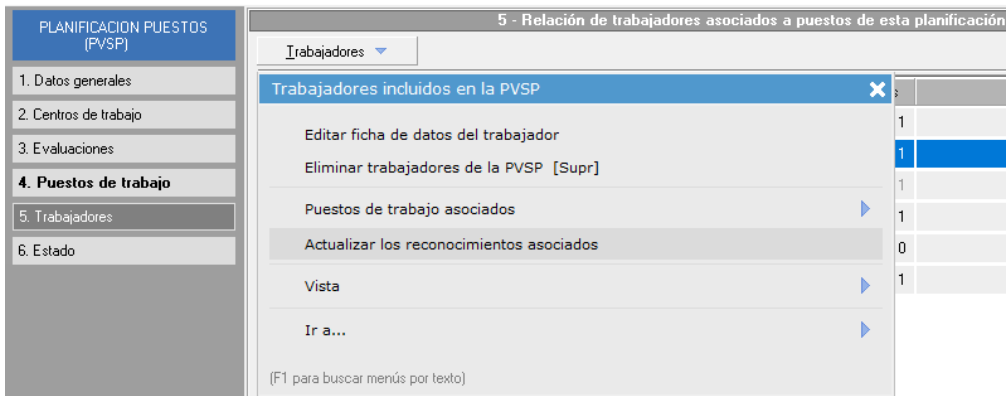 PLANIFICACION PUESTOS
(PVSP)
1. Datos generales
2. Centros de trabajo
3. Evaluaciones
4. Puestos de trabajo
5. Trabajadores
6. Estado
5 - Relación de trabajadores asociados a puestos de esta planificación
Trabajadores
Trabajadores incluidos en la PVSP
Editar ficha de datos del trabajador
Eliminar trabajadores de la PVSP [Supr]
Puestos de trabajo asociados
Actualizar los reconocimientos asociados
Vista
Ir a...
(F1 para buscar menús por texto)
s
1
1
1
1
0
1